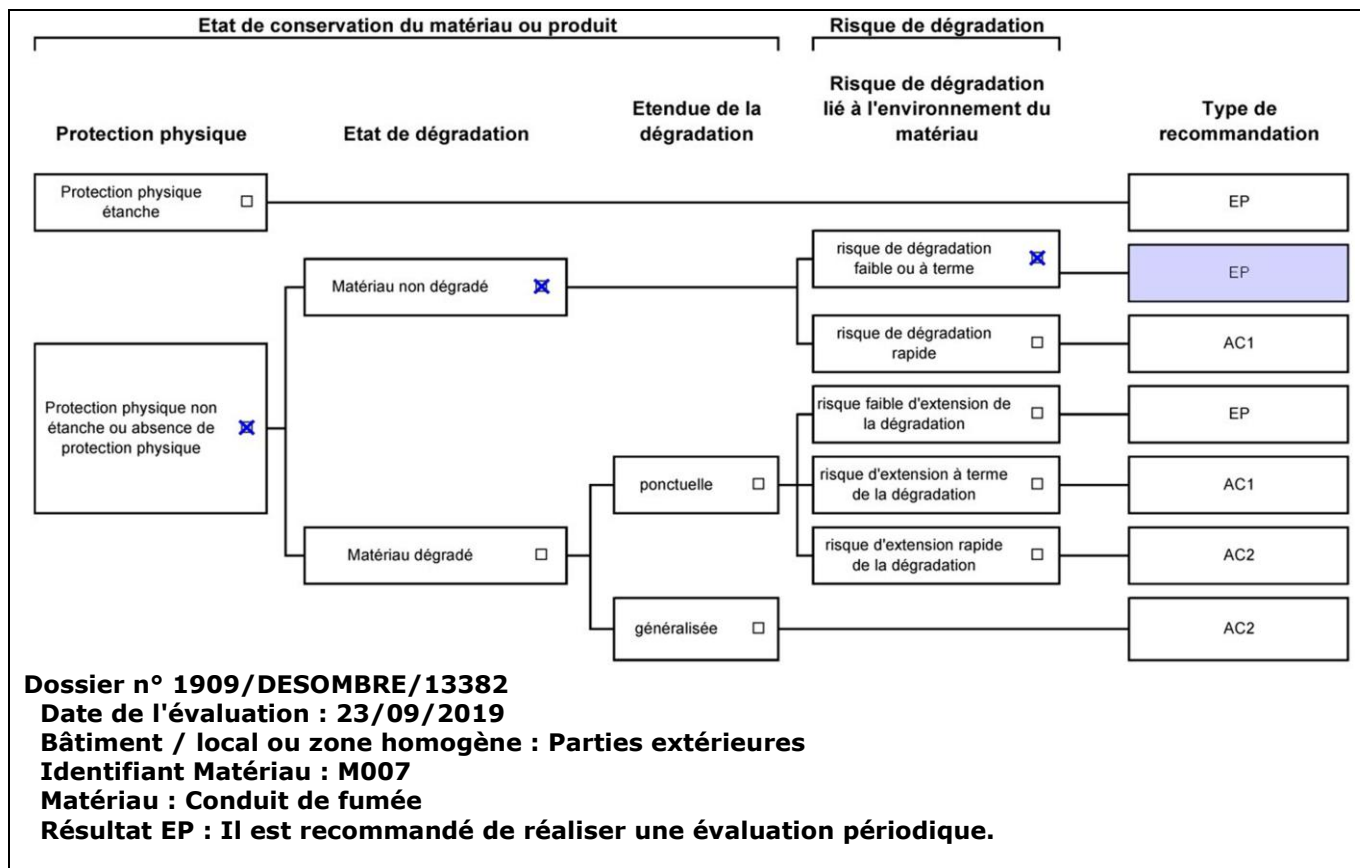 Etat de conservation du matériau ou produit
Risque de dégradation
Protection physique
Etat de dégradation
Etendue de la
dégradation
Risque de dégradation
lié à l'environnement du
matériau
Type de
recommandation
Protection physique
étanche
EP
risque de dégradation
faible ou à terme
Matériau non dégradé
EP
risque de dégradation
rapide
AC1
Protection physique non
étanche ou absence de
protection physique
risque faible d'extension de
la dégradation
EP
ponctuelle
risque d'extension à terme
de la dégradation
AC1
Matériau dégradé
risque d'extension rapide
de la dégradation
AC2
généralisée
AC2
Dossier n° 1909/DESOMBRE/13382
Date de l'évaluation : 23/09/2019
Bâtiment / local ou zone homogène : Parties extérieures
Identifiant Matériau : M007
Matériau : Conduit de fumée
Résultat EP : Il est recommandé de réaliser une évaluation périodique.